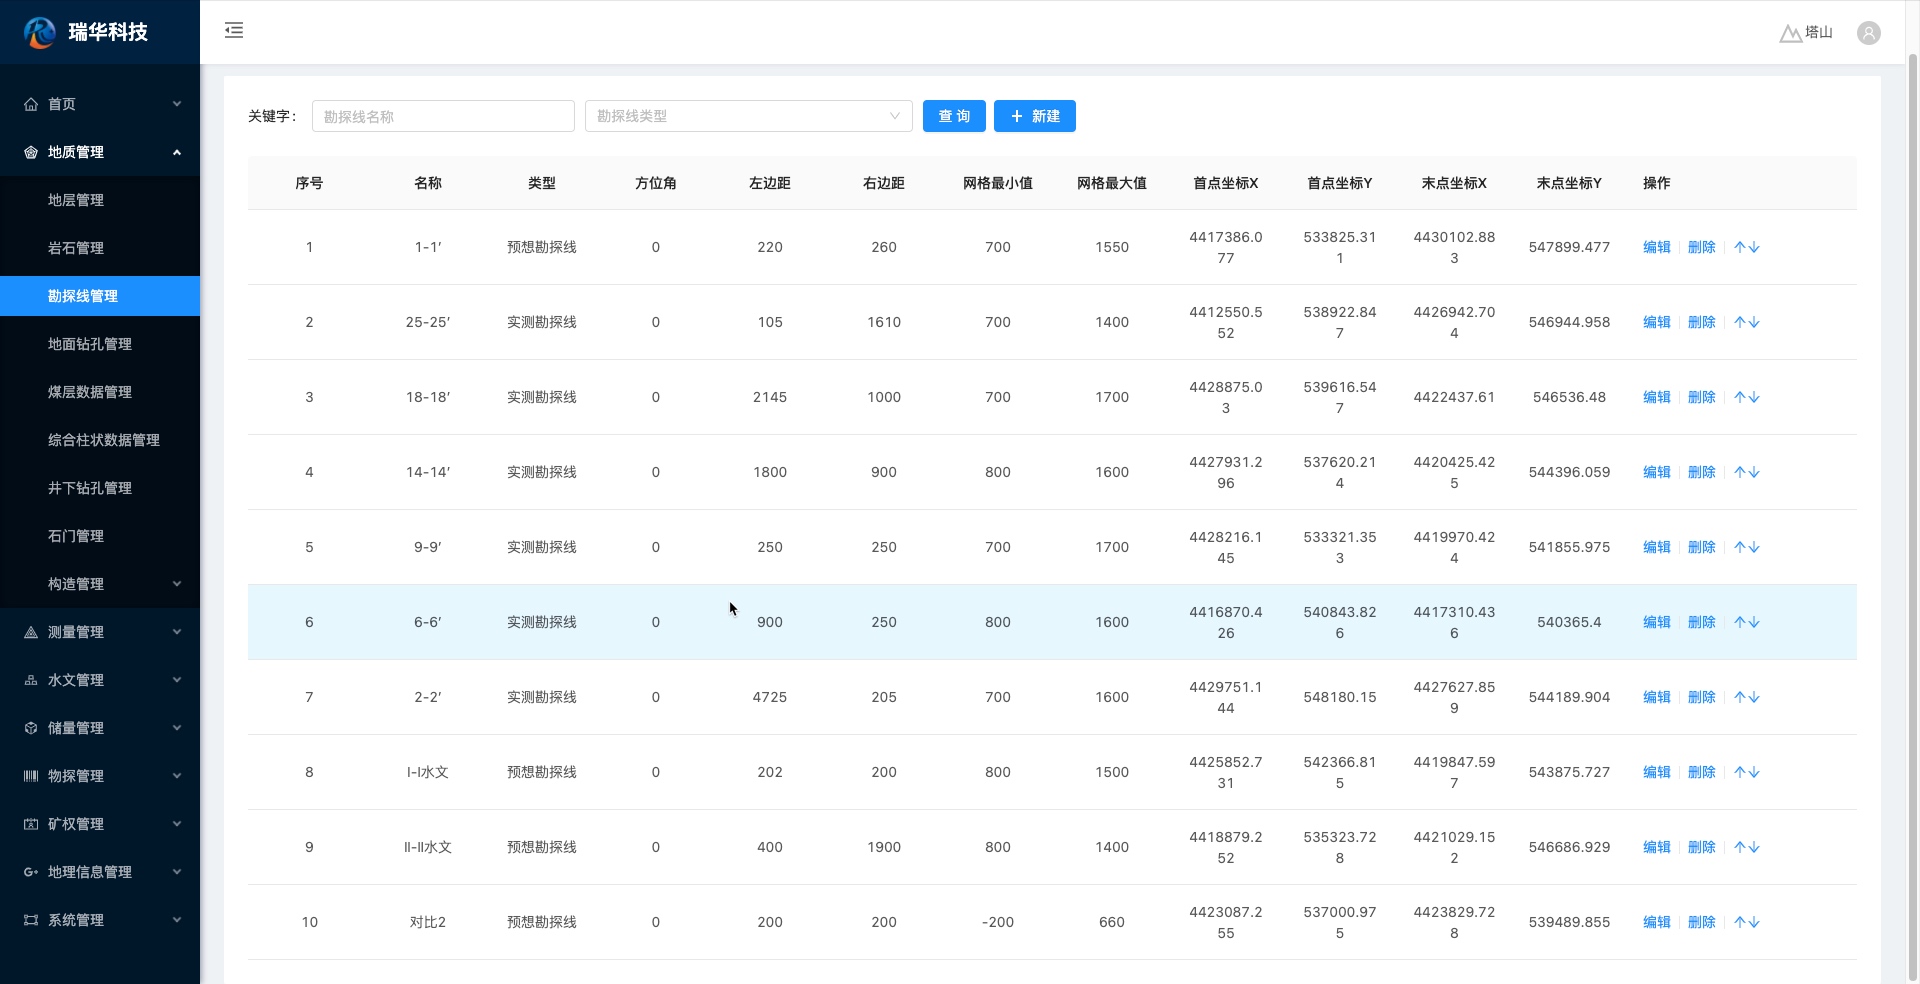 瑞华科技
塔山
首页
地质管理
地层管理
岩石管理
勘探线管理
地面钻孔管理
煤层数据管理
综合柱状数据管理
井下钻孔管理
石门管理
构造管理
测量管理
水文管理
储量管理
物探管理
矿权管理
地理信息管理
系统管理
关键字: 勘探线名称 勘探线类型 查 询 + 新建
序号 名称 类型 方位角 左边距 右边距 网格最小值 网格最大值 首点坐标X 首点坐标Y 末点坐标X 末点坐标Y 操作
1 1-1′ 预想勘探线 0 220 260 700 1550 4417386.077 533825.311 4430102.883 547899.477 编辑 删除 ↑↓
2 25-25′ 实测勘探线 0 105 1610 700 1400 4412550.552 538922.847 4426942.704 546944.958 编辑 删除 ↑↓
3 18-18′ 实测勘探线 0 2145 1000 700 1700 4428875.03 539616.547 4422437.61 546536.48 编辑 删除 ↑↓
4 14-14′ 实测勘探线 0 1800 900 800 1600 4427931.296 537620.214 4420425.425 544396.059 编辑 删除 ↑↓
5 9-9′ 实测勘探线 0 250 250 700 1700 4428216.145 533321.353 4419970.424 541855.975 编辑 删除 ↑↓
6 6-6′ 实测勘探线 0 900 250 800 1600 4416870.426 540843.826 4417310.436 540365.4 编辑 删除 ↑↓
7 2-2′ 实测勘探线 0 4725 205 700 1600 4429751.144 548180.15 4427627.859 544189.904 编辑 删除 ↑↓
8 I-I水文 预想勘探线 0 202 200 800 1500 4425852.731 542366.815 4419847.597 543875.727 编辑 删除 ↑↓
9 II-II水文 预想勘探线 0 400 1900 800 1400 4418879.252 535323.728 4421029.152 546686.929 编辑 删除 ↑↓
10 对比2 预想勘探线 0 200 200 -200 660 4423087.255 537000.975 4423829.728 539489.855 编辑 删除 ↑↓